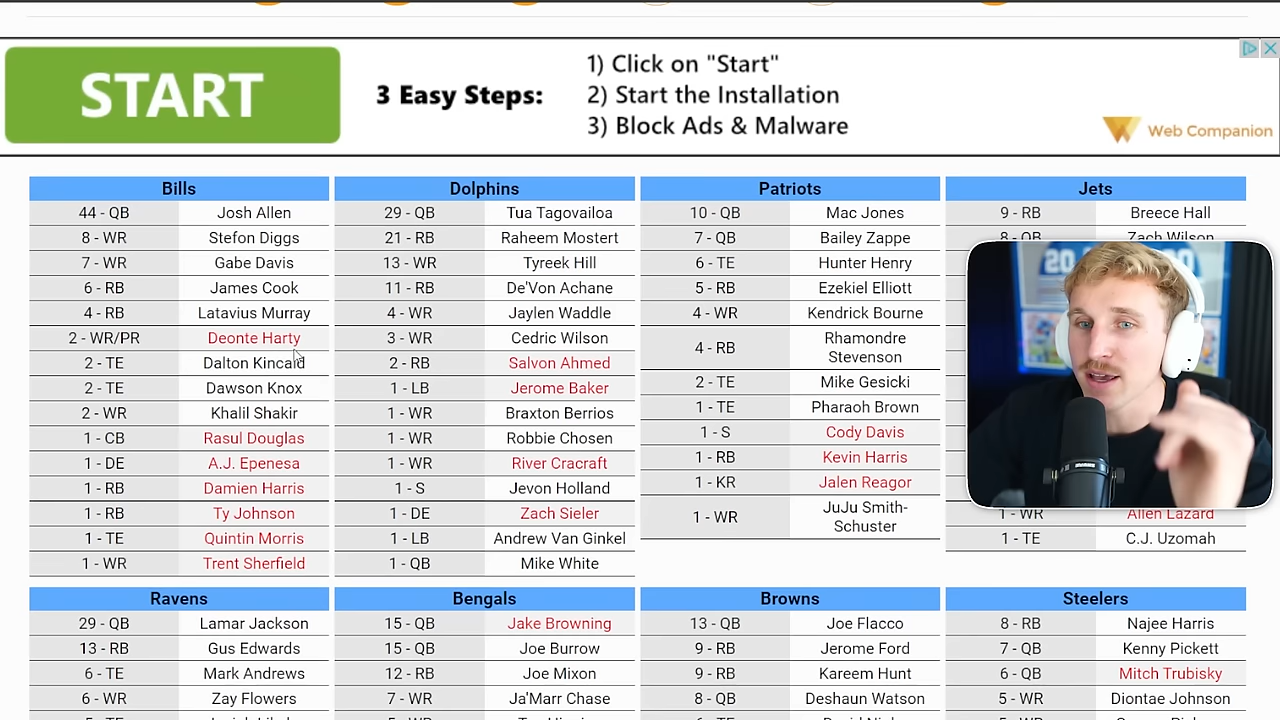 START
3 Easy Steps:
1) Click on "Start"
2) Start the Installation
3) Block Ads & Malware
Web Companion
Bills
44 - QB Josh Allen
8 - WR Stefon Diggs
7 - WR Gabe Davis
6 - RB James Cook
4 - RB Latavius Murray
2 - WR/PR Deonte Harty
2 - TE Dalton Kincaid
2 - TE Dawson Knox
2 - WR Khalil Shakir
1 - CB Rasul Douglas
1 - DE A.J. Epenesa
1 - RB Damien Harris
1 - RB Ty Johnson
1 - TE Quintin Morris
1 - WR Trent Sherfield
Dolphins
29 - QB Tua Tagovailoa
21 - RB Raheem Mostert
13 - WR Tyreek Hill
11 - RB De'Von Achane
4 - WR Jaylen Waddle
3 - WR Cedric Wilson
2 - RB Salvon Ahmed
1 - LB Jerome Baker
1 - WR Braxton Berrios
1 - WR Robbie Chosen
1 - WR River Cracraft
1 - S Jevon Holland
1 - DE Zach Sieler
1 - LB Andrew Van Ginkel
1 - QB Mike White
Patriots
10 - QB Mac Jones
7 - QB Bailey Zappe
6 - TE Hunter Henry
5 - RB Ezekiel Elliott
4 - WR Kendrick Bourne
4 - RB Rhamondre
Stevenson
2 - TE Mike Gesicki
1 - TE Pharaoh Brown
1 - S Cody Davis
1 - RB Kevin Harris
1 - KR Jalen Reagor
1 - WR JuJu Smith-
Schuster
Jets
9 - RB Breece Hall
8 - QB Zach Wilson
1 - WR Allen Lazard
1 - TE C.J. Uzomah
Ravens
29 - QB Lamar Jackson
13 - RB Gus Edwards
6 - TE Mark Andrews
6 - WR Zay Flowers
Bengals
15 - QB Jake Browning
15 - QB Joe Burrow
12 - RB Joe Mixon
7 - WR Ja'Marr Chase
Browns
13 - QB Joe Flacco
9 - RB Jerome Ford
9 - RB Kareem Hunt
8 - QB Deshaun Watson
Steelers
8 - RB Najee Harris
7 - QB Kenny Pickett
6 - QB Mitch Trubisky
5 - WR Diontae Johnson